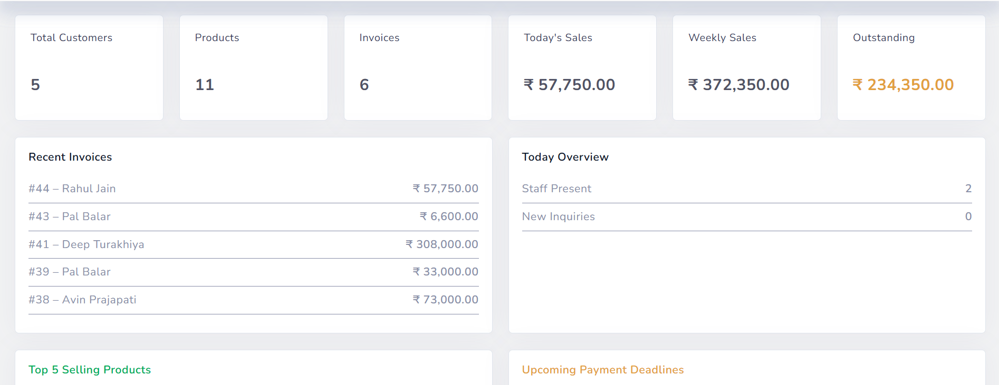 Total Customers
5
Products
11
Invoices
6
Today's Sales
₹ 57,750.00
Weekly Sales
₹ 372,350.00
Outstanding
₹ 234,350.00
Recent Invoices
#44 – Rahul Jain ₹ 57,750.00
#43 – Pal Balar ₹ 6,600.00
#41 – Deep Turakhiya ₹ 308,000.00
#39 – Pal Balar ₹ 33,000.00
#38 – Avin Prajapati ₹ 73,000.00
Today Overview
Staff Present 2
New Inquiries 0
Top 5 Selling Products
Upcoming Payment Deadlines